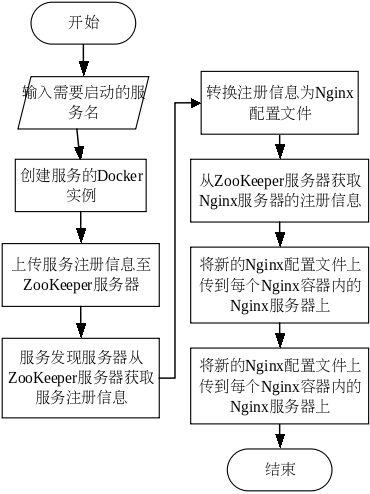 开始
输入需要启动的服
务名
创建服务的Docker
实例
上传服务注册信息至
ZooKeeper服务器
服务发现服务器从
ZooKeeper服务器获取
服务注册信息
转换注册信息为Nginx
配置文件
从ZooKeeper服务器获取
Nginx服务器的注册信息
将新的Nginx配置文件上
传到每个Nginx容器内的
Nginx服务器上
将新的Nginx配置文件上
传到每个Nginx容器内的
Nginx服务器上
结束